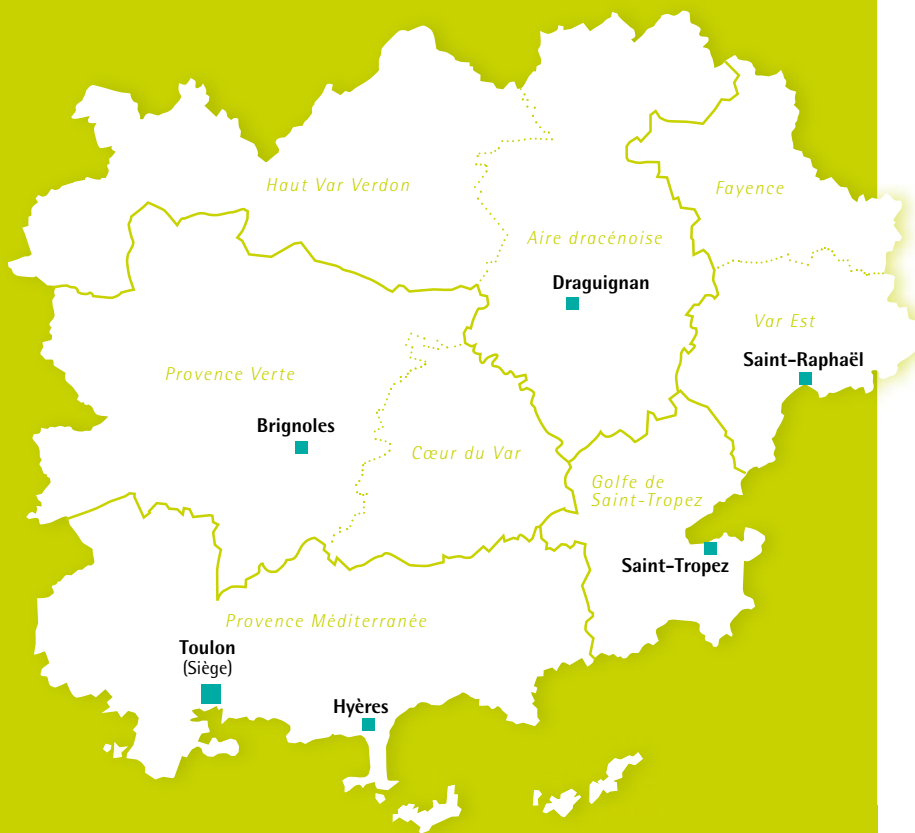 Haut Var Verdon
Fayence
Aire dracénoise
Draguignan
Var Est
Saint-Raphaël
Provence Verte
Brignoles
Cœur du Var
Golfe de
Saint-Tropez
Saint-Tropez
Provence Méditerranée
Toulon
(Siège)
Hyères